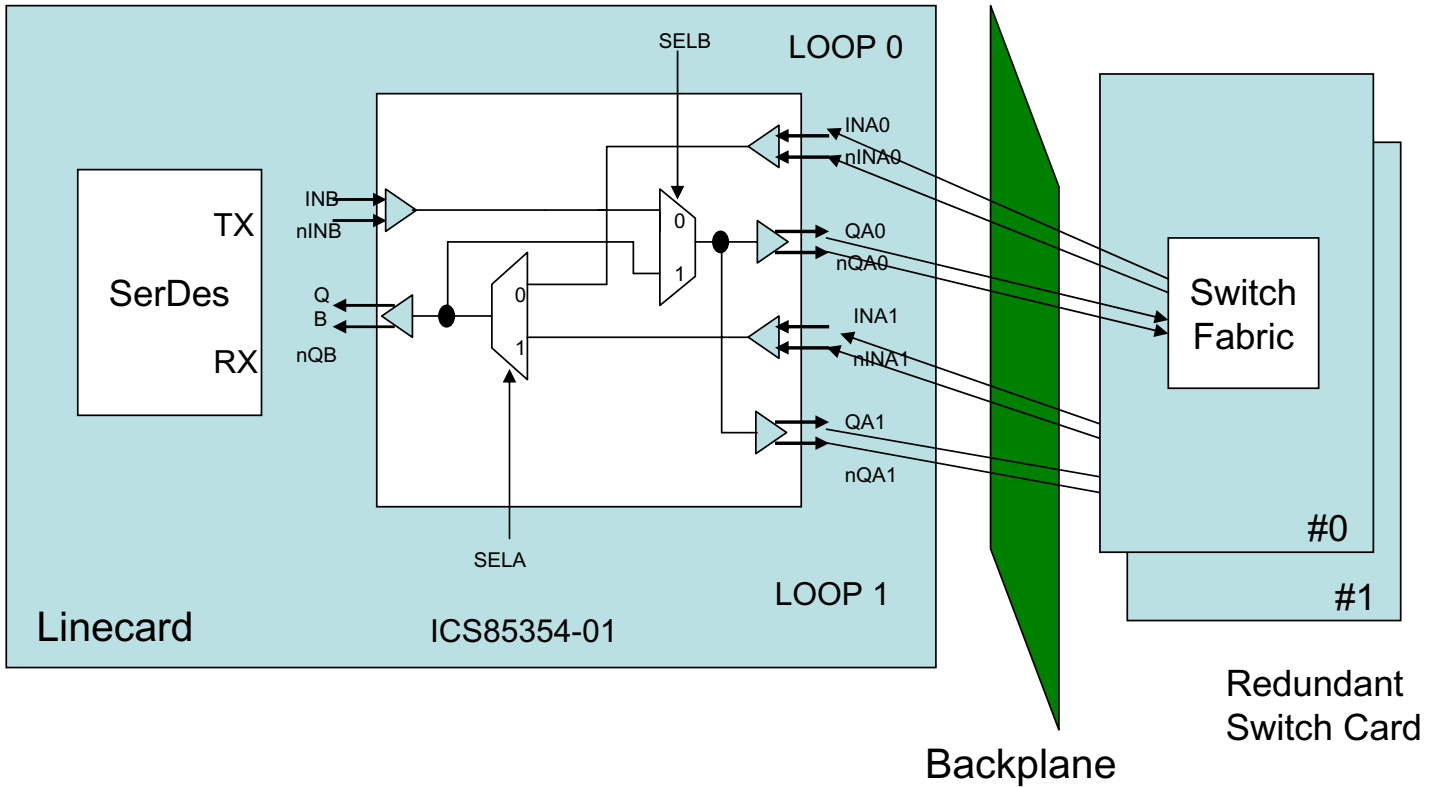 SELB
LOOP 0
INA0
nINA0
INB
nINB
TX
SerDes
RX
0
1
QA0
nQA0
Q
B
nQB
0
1
INA1
nINA1
QA1
nQA1
SELA
LOOP 1
Linecard
ICS85354-01
Switch
Fabric
#0
#1
Redundant
Switch Card
Backplane